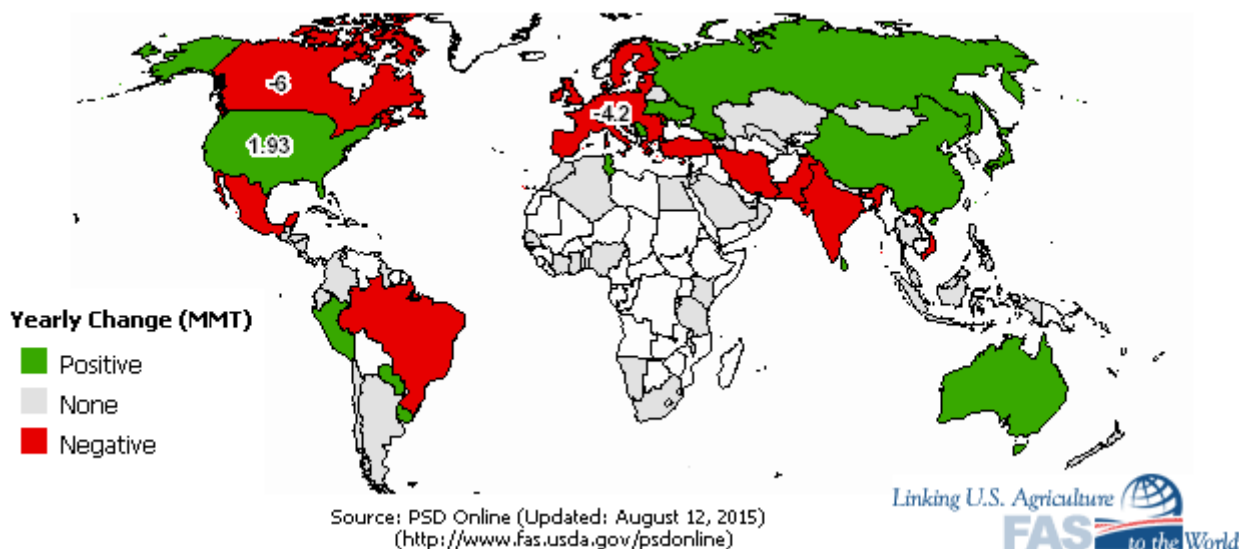 -6
-4.2
1.93
Yearly Change (MMT)
Positive
None
Negative
Source: PSD Online (Updated: August 12, 2015)
(http://www.fas.usda.gov/psdonline)
Linking U.S. Agriculture
FAS to the World